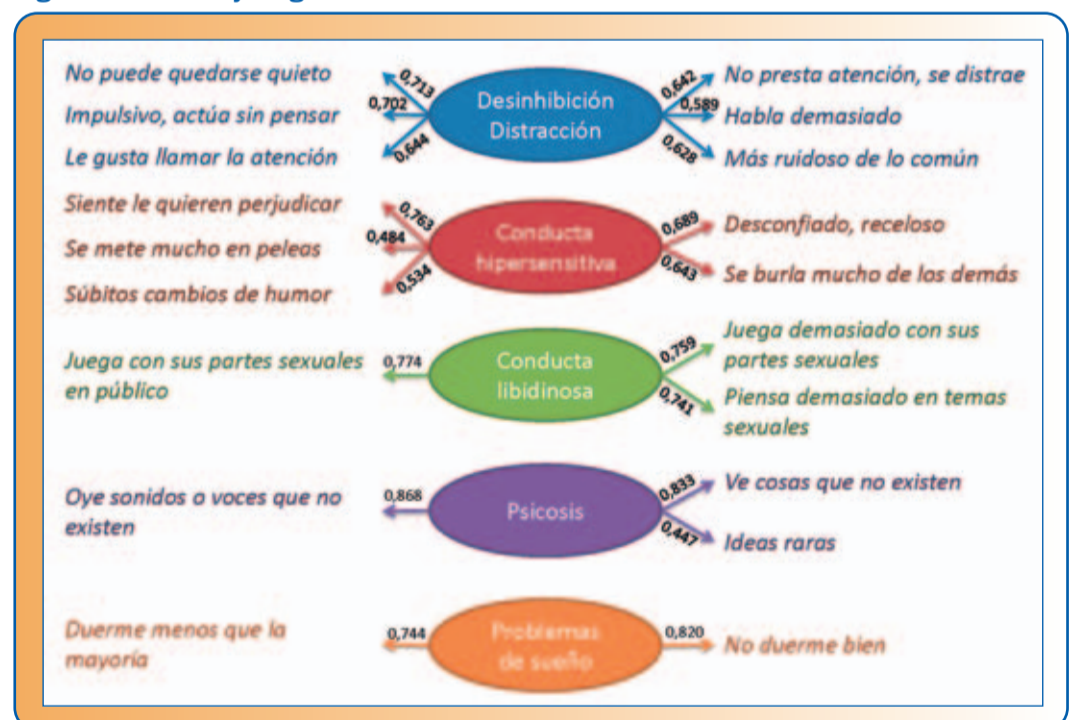 No puede quedarse quieto
Impulsivo, actúa sin pensar
Le gusta llamar la atención
0,713
0,702
0,644
Desinhibición
Distracción
0,642
0,589
0,628
No presta atención, se distrae
Habla demasiado
Más ruidoso de lo común
Siente le quieren perjudicar
Se mete mucho en peleas
Súbitos cambios de humor
0,763
0,484
0,534
Conducta
hipersensitiva
0,689
0,643
Desconfiado, receloso
Se burla mucho de los demás
Juega con sus partes sexuales
en público
0,774
Conducta
libidinosa
0,759
0,741
Juega demasiado con sus
partes sexuales
Piensa demasiado en temas
sexuales
Oye sonidos o voces que no
existen
0,868
Psicosis
0,833
0,447
Ve cosas que no existen
Ideas raras
Duerme menos que la
mayoría
0,744
Problemas
de sueño
0,820
No duerme bien